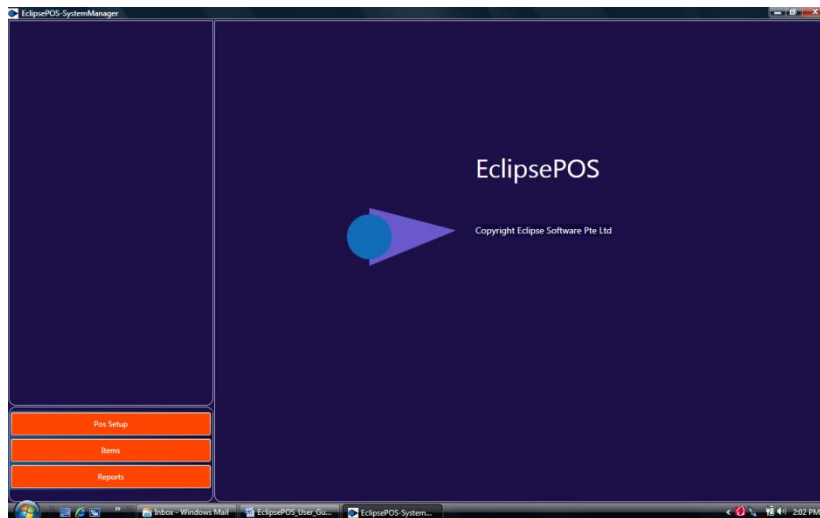 EclipsePOS-SystemManager
EclipsePOS
Copyright Eclipse Software Pte Ltd
Pos Setup
Items
Reports
Inbox - Windows Mail
EclipsePOS_User_Gu...
EclipsePOS-System...
2:02 PM